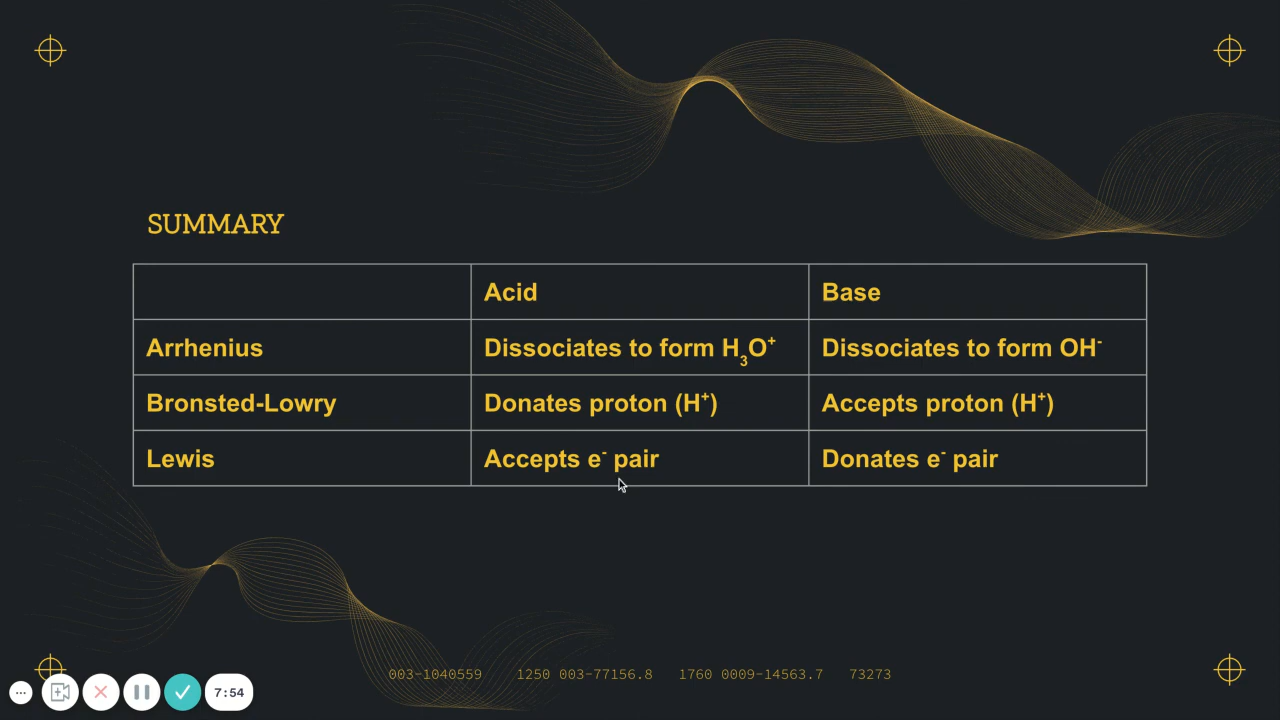 SUMMARY
Acid Base
Arrhenius Dissociates to form H₃O⁺ Dissociates to form OH⁻
Bronsted-Lowry Donates proton (H⁺) Accepts proton (H⁺)
Lewis Accepts e⁻ pair Donates e⁻ pair
003-1040559 1250 003-77156.8 1760 0009-14563.7 73273
7:54